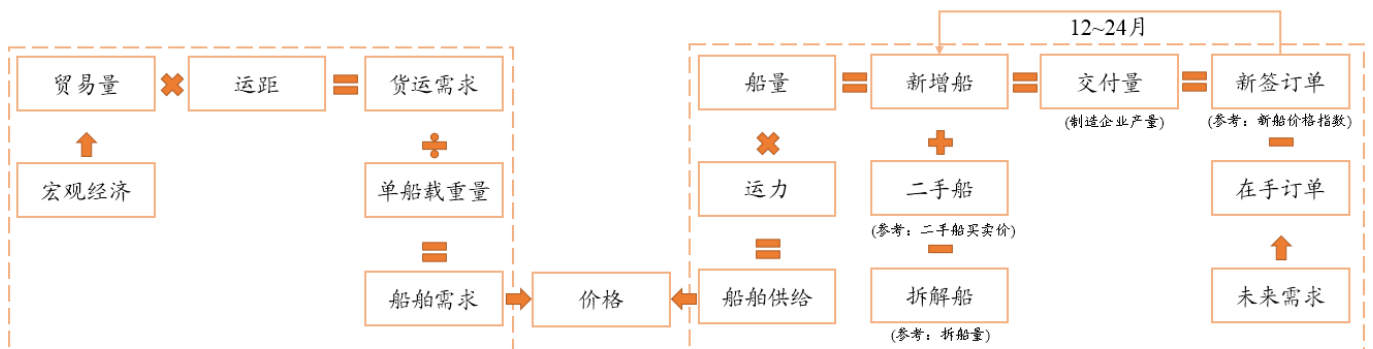 12~24月
贸易量
运距
货运需求
船量
新增船
交付量
新签订单
(制造企业产量)
(参考：新船价格指数)
宏观经济
单船载重量
运力
二手船
在手订单
(参考：二手船买卖价)
船舶需求
价格
船舶供给
拆解船
未来需求
(参考：拆船量)